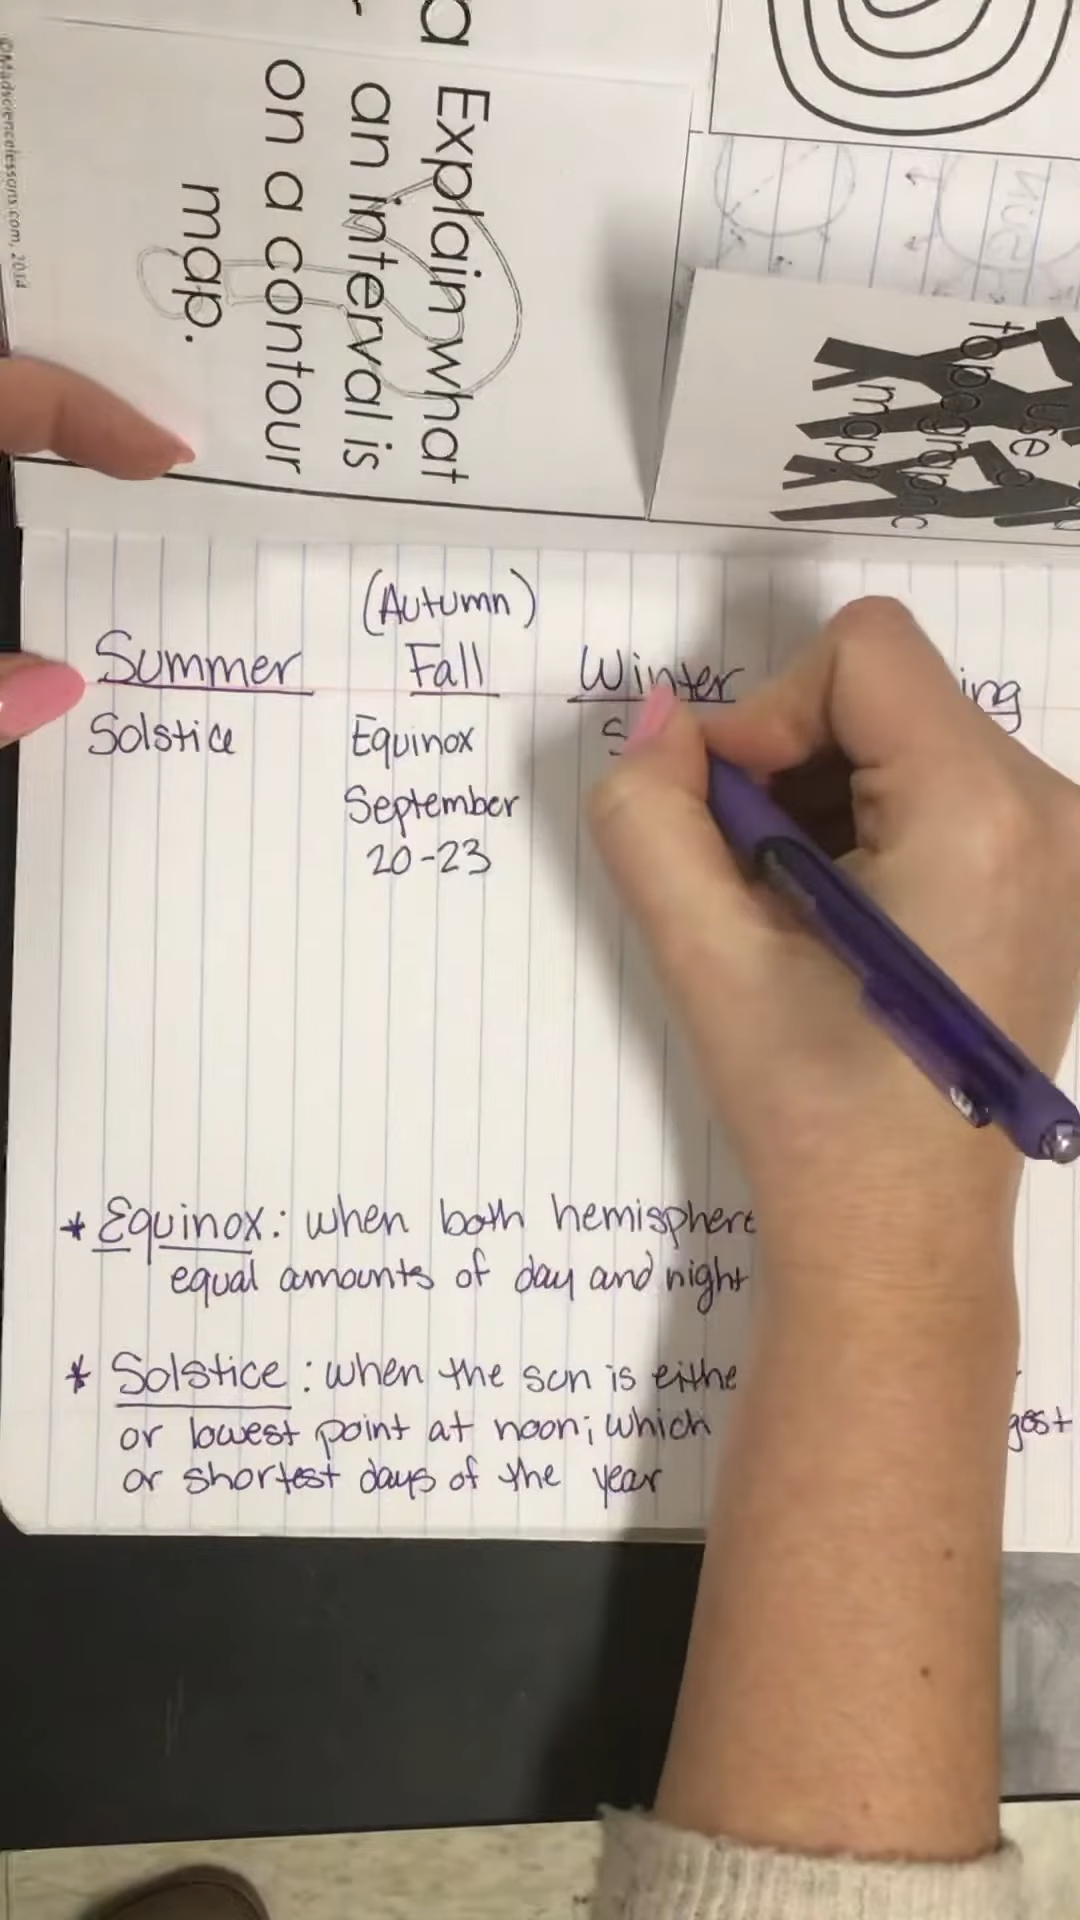 Explain what
an interval is
on a contour
map.
©Madsciencelessons.com, 2014
use a
topographic
map
(Autumn)
Summer Fall Winter
Solstice Equinox
September
20-23
* Equinox: when both hemisphere
equal amounts of day and night
* Solstice: when the sun is
or lowest point at noon; which
or shortest days of the year